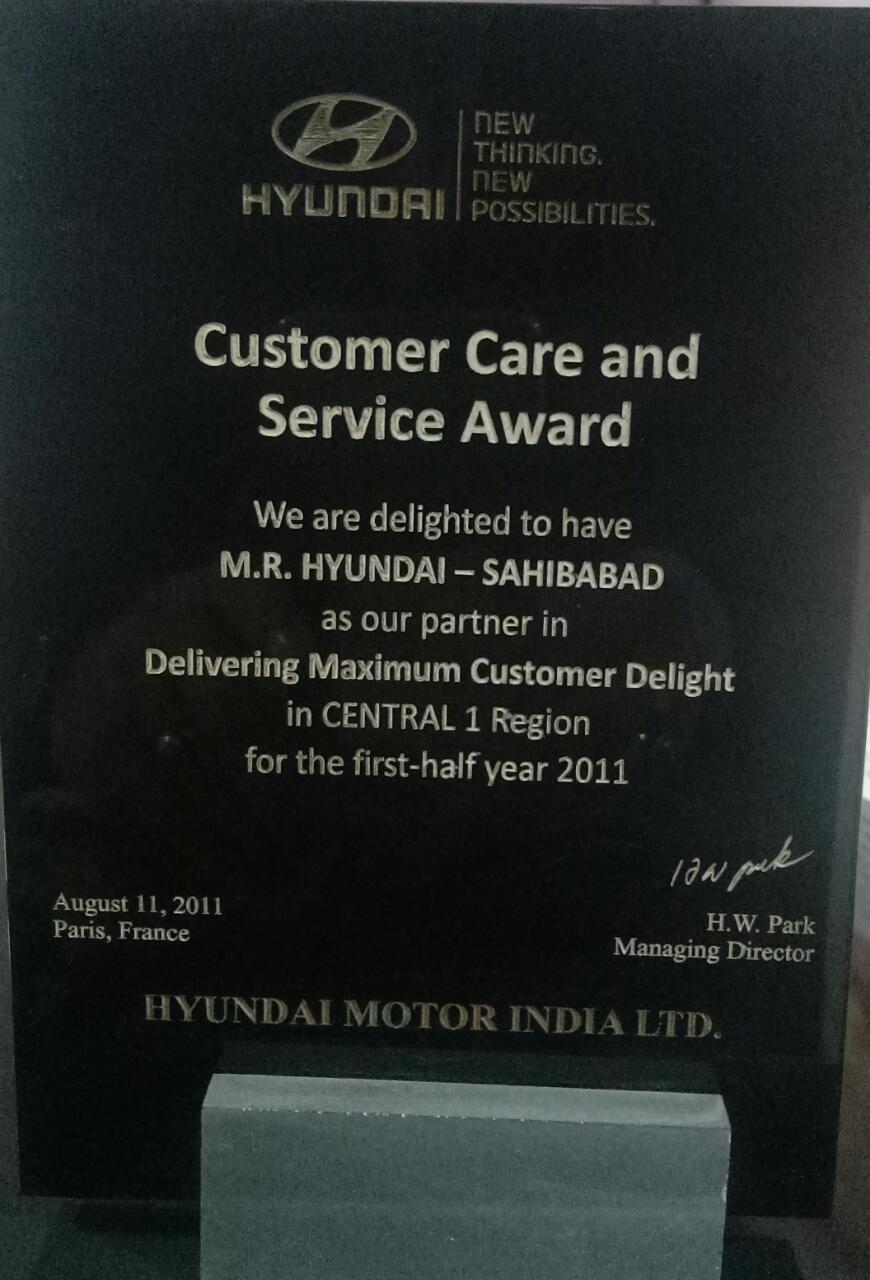 HYUNDAI
NEW
THINKING.
NEW
POSSIBILITIES.
Customer Care and
Service Award
We are delighted to have
M.R. HYUNDAI – SAHIBABAD
as our partner in
Delivering Maximum Customer Delight
in CENTRAL 1 Region
for the first-half year 2011
August 11, 2011
Paris, France
H.W. Park
Managing Director
HYUNDAI MOTOR INDIA LTD.